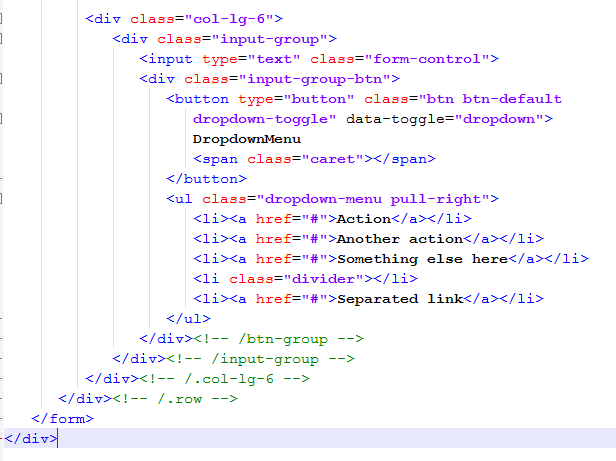 <div class="col-lg-6">
<div class="input-group">
<input type="text" class="form-control">
<div class="input-group-btn">
<button type="button" class="btn btn-default
dropdown-toggle" data-toggle="dropdown">
DropdownMenu
<span class="caret"></span>
</button>
<ul class="dropdown-menu pull-right">
<li><a href="#">Action</a></li>
<li><a href="#">Another action</a></li>
<li><a href="#">Something else here</a></li>
<li class="divider"></li>
<li><a href="#">Separated link</a></li>
</ul>
</div><!-- /btn-group -->
</div><!-- /input-group -->
</div><!-- /.col-lg-6 -->
</div><!-- /.row -->
</form>
</div>